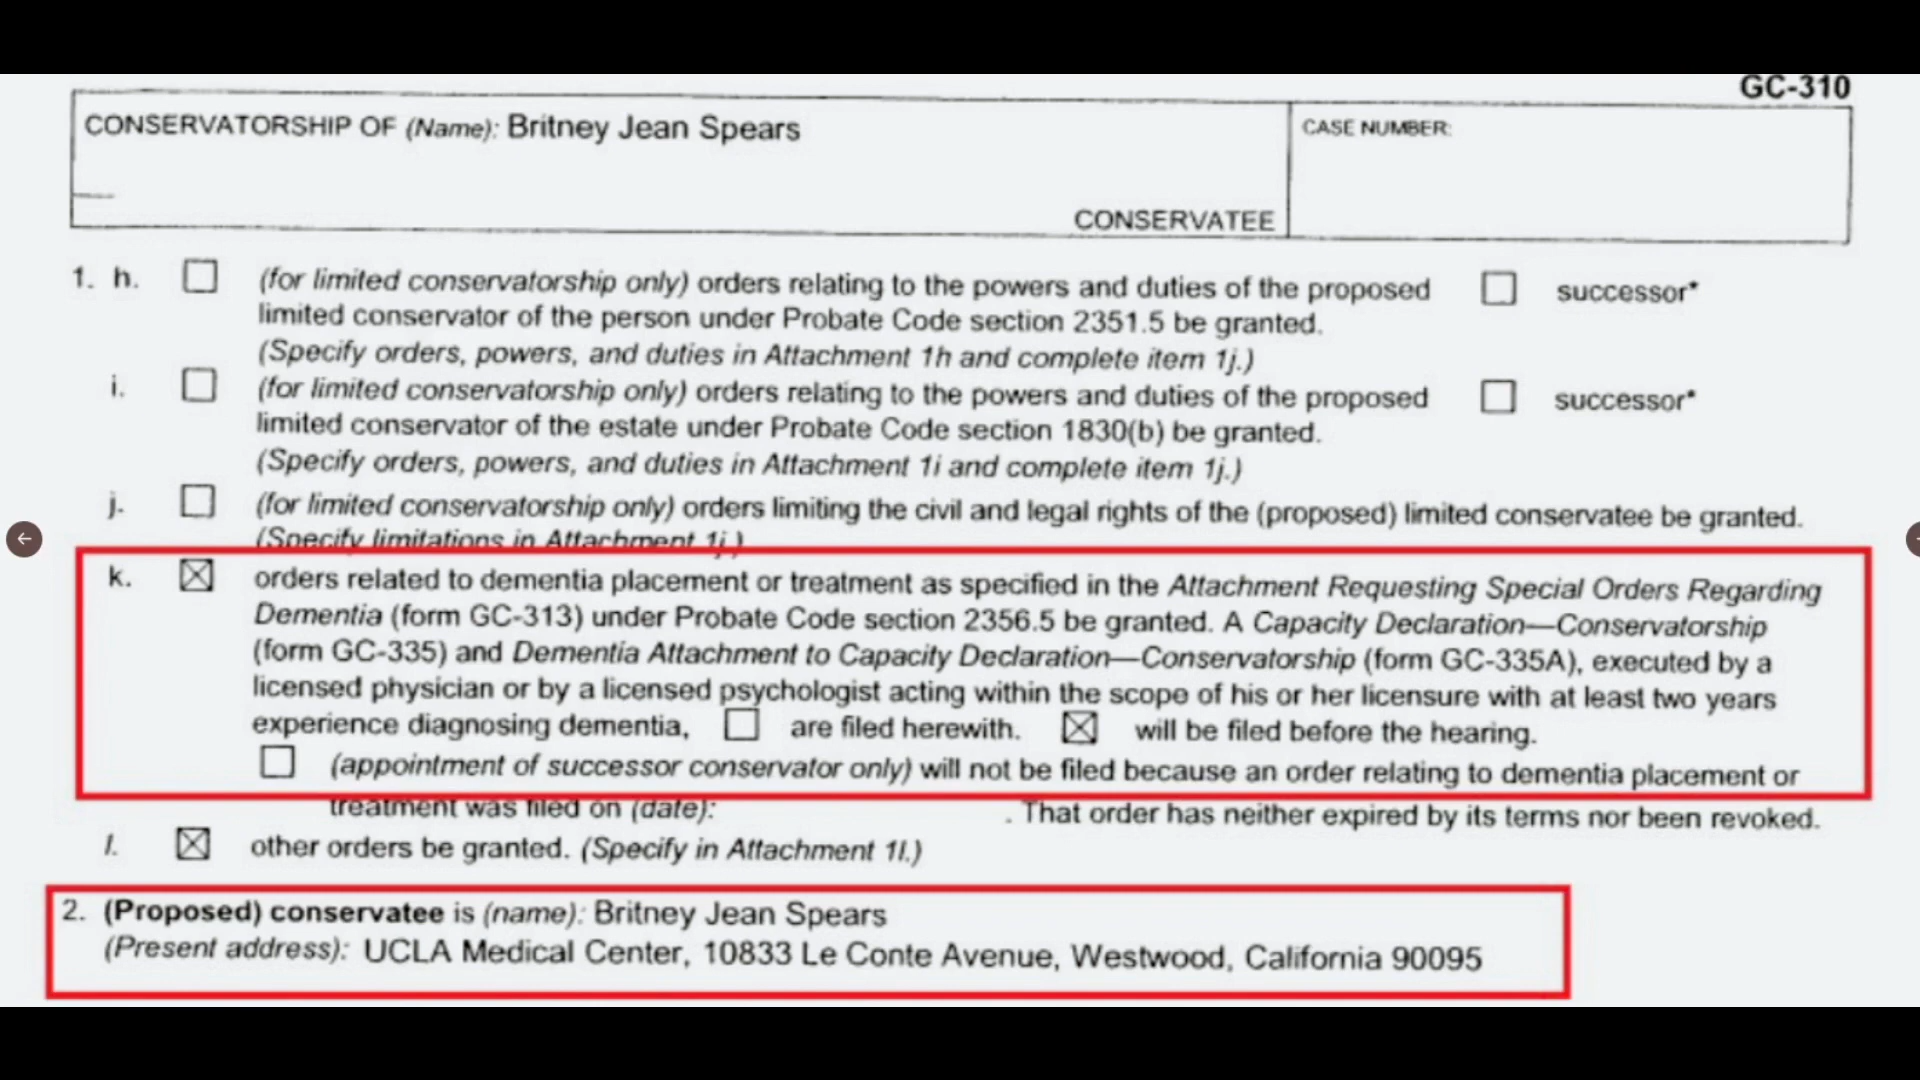 GC-310
CONSERVATORSHIP OF (Name): Britney Jean Spears
CASE NUMBER:
CONSERVATEE
1. h. (for limited conservatorship only) orders relating to the powers and duties of the proposed successor*
limited conservator of the person under Probate Code section 2351.5 be granted.
(Specify orders, powers, and duties in Attachment 1h and complete item 1j.)
i. (for limited conservatorship only) orders relating to the powers and duties of the proposed successor*
limited conservator of the estate under Probate Code section 1830(b) be granted.
(Specify orders, powers, and duties in Attachment 1i and complete item 1j.)
j. (for limited conservatorship only) orders limiting the civil and legal rights of the (proposed) limited conservatee be granted.
(Specify limitations in Attachment 1j.)
k. orders related to dementia placement or treatment as specified in the Attachment Requesting Special Orders Regarding
Dementia (form GC-313) under Probate Code section 2356.5 be granted. A Capacity Declaration—Conservatorship
(form GC-335) and Dementia Attachment to Capacity Declaration—Conservatorship (form GC-335A), executed by a
licensed physician or by a licensed psychologist acting within the scope of his or her licensure with at least two years
experience diagnosing dementia, are filed herewith. will be filed before the hearing.
(appointment of successor conservator only) will not be filed because an order relating to dementia placement or
treatment was filed on (date): . That order has neither expired by its terms nor been revoked.
l. other orders be granted. (Specify in Attachment 1l.)
2. (Proposed) conservatee is (name): Britney Jean Spears
(Present address): UCLA Medical Center, 10833 Le Conte Avenue, Westwood, California 90095